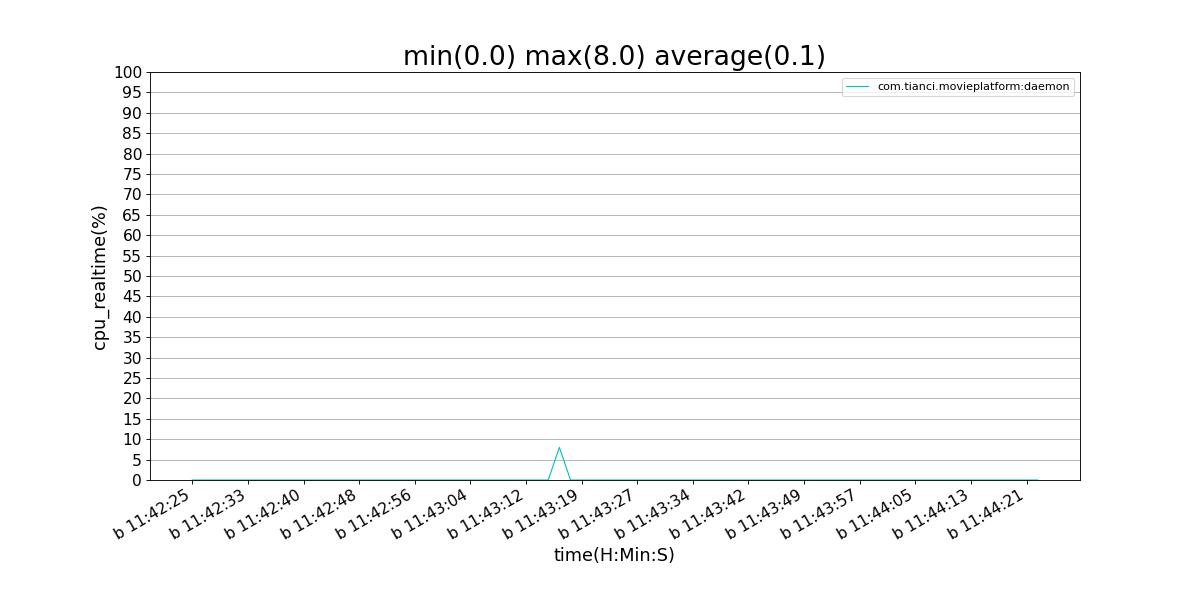 min(0.0) max(8.0) average(0.1)
com.tianci.movieplatform:daemon
cpu_realtime(%)
100
95
90
85
80
75
70
65
60
55
50
45
40
35
30
25
20
15
10
5
0
b 11:42:25
b 11:42:33
b 11:42:40
b 11:42:48
b 11:42:56
b 11:43:04
b 11:43:12
b 11:43:19
b 11:43:27
b 11:43:34
b 11:43:42
b 11:43:49
b 11:43:57
b 11:44:05
b 11:44:13
b 11:44:21
time(H:Min:S)